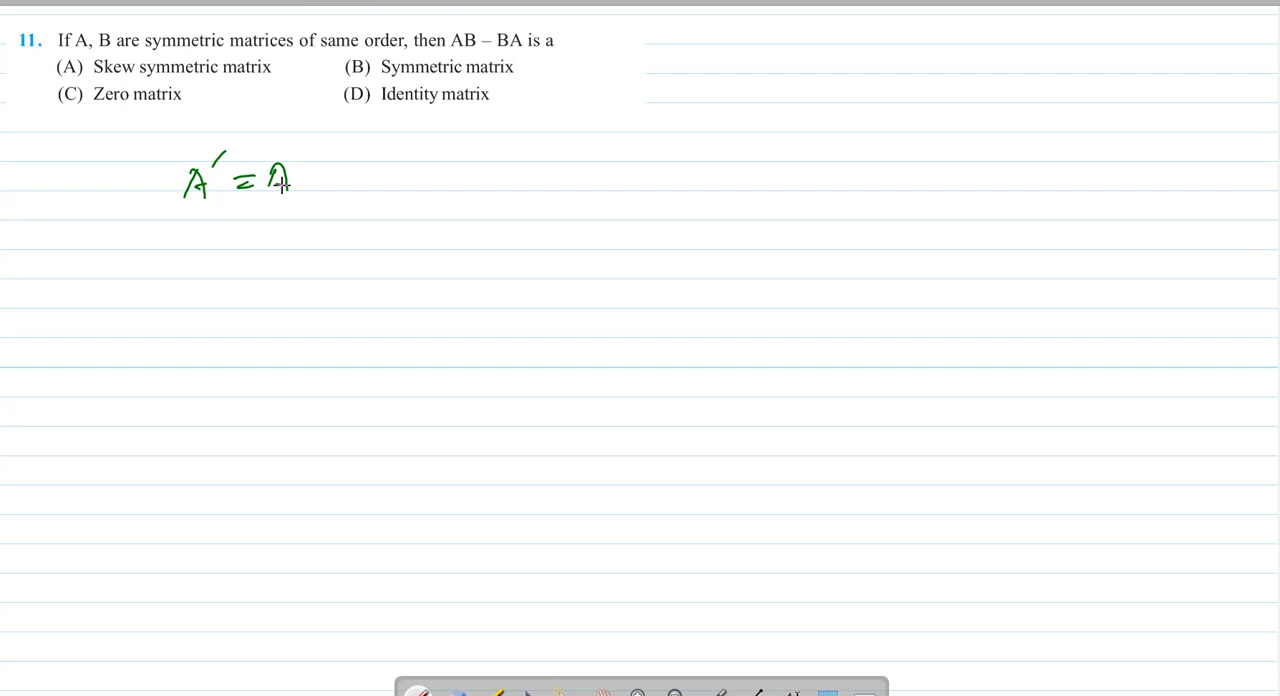 11. If A, B are symmetric matrices of same order, then AB – BA is a
(A) Skew symmetric matrix (B) Symmetric matrix
(C) Zero matrix (D) Identity matrix
A′ = A